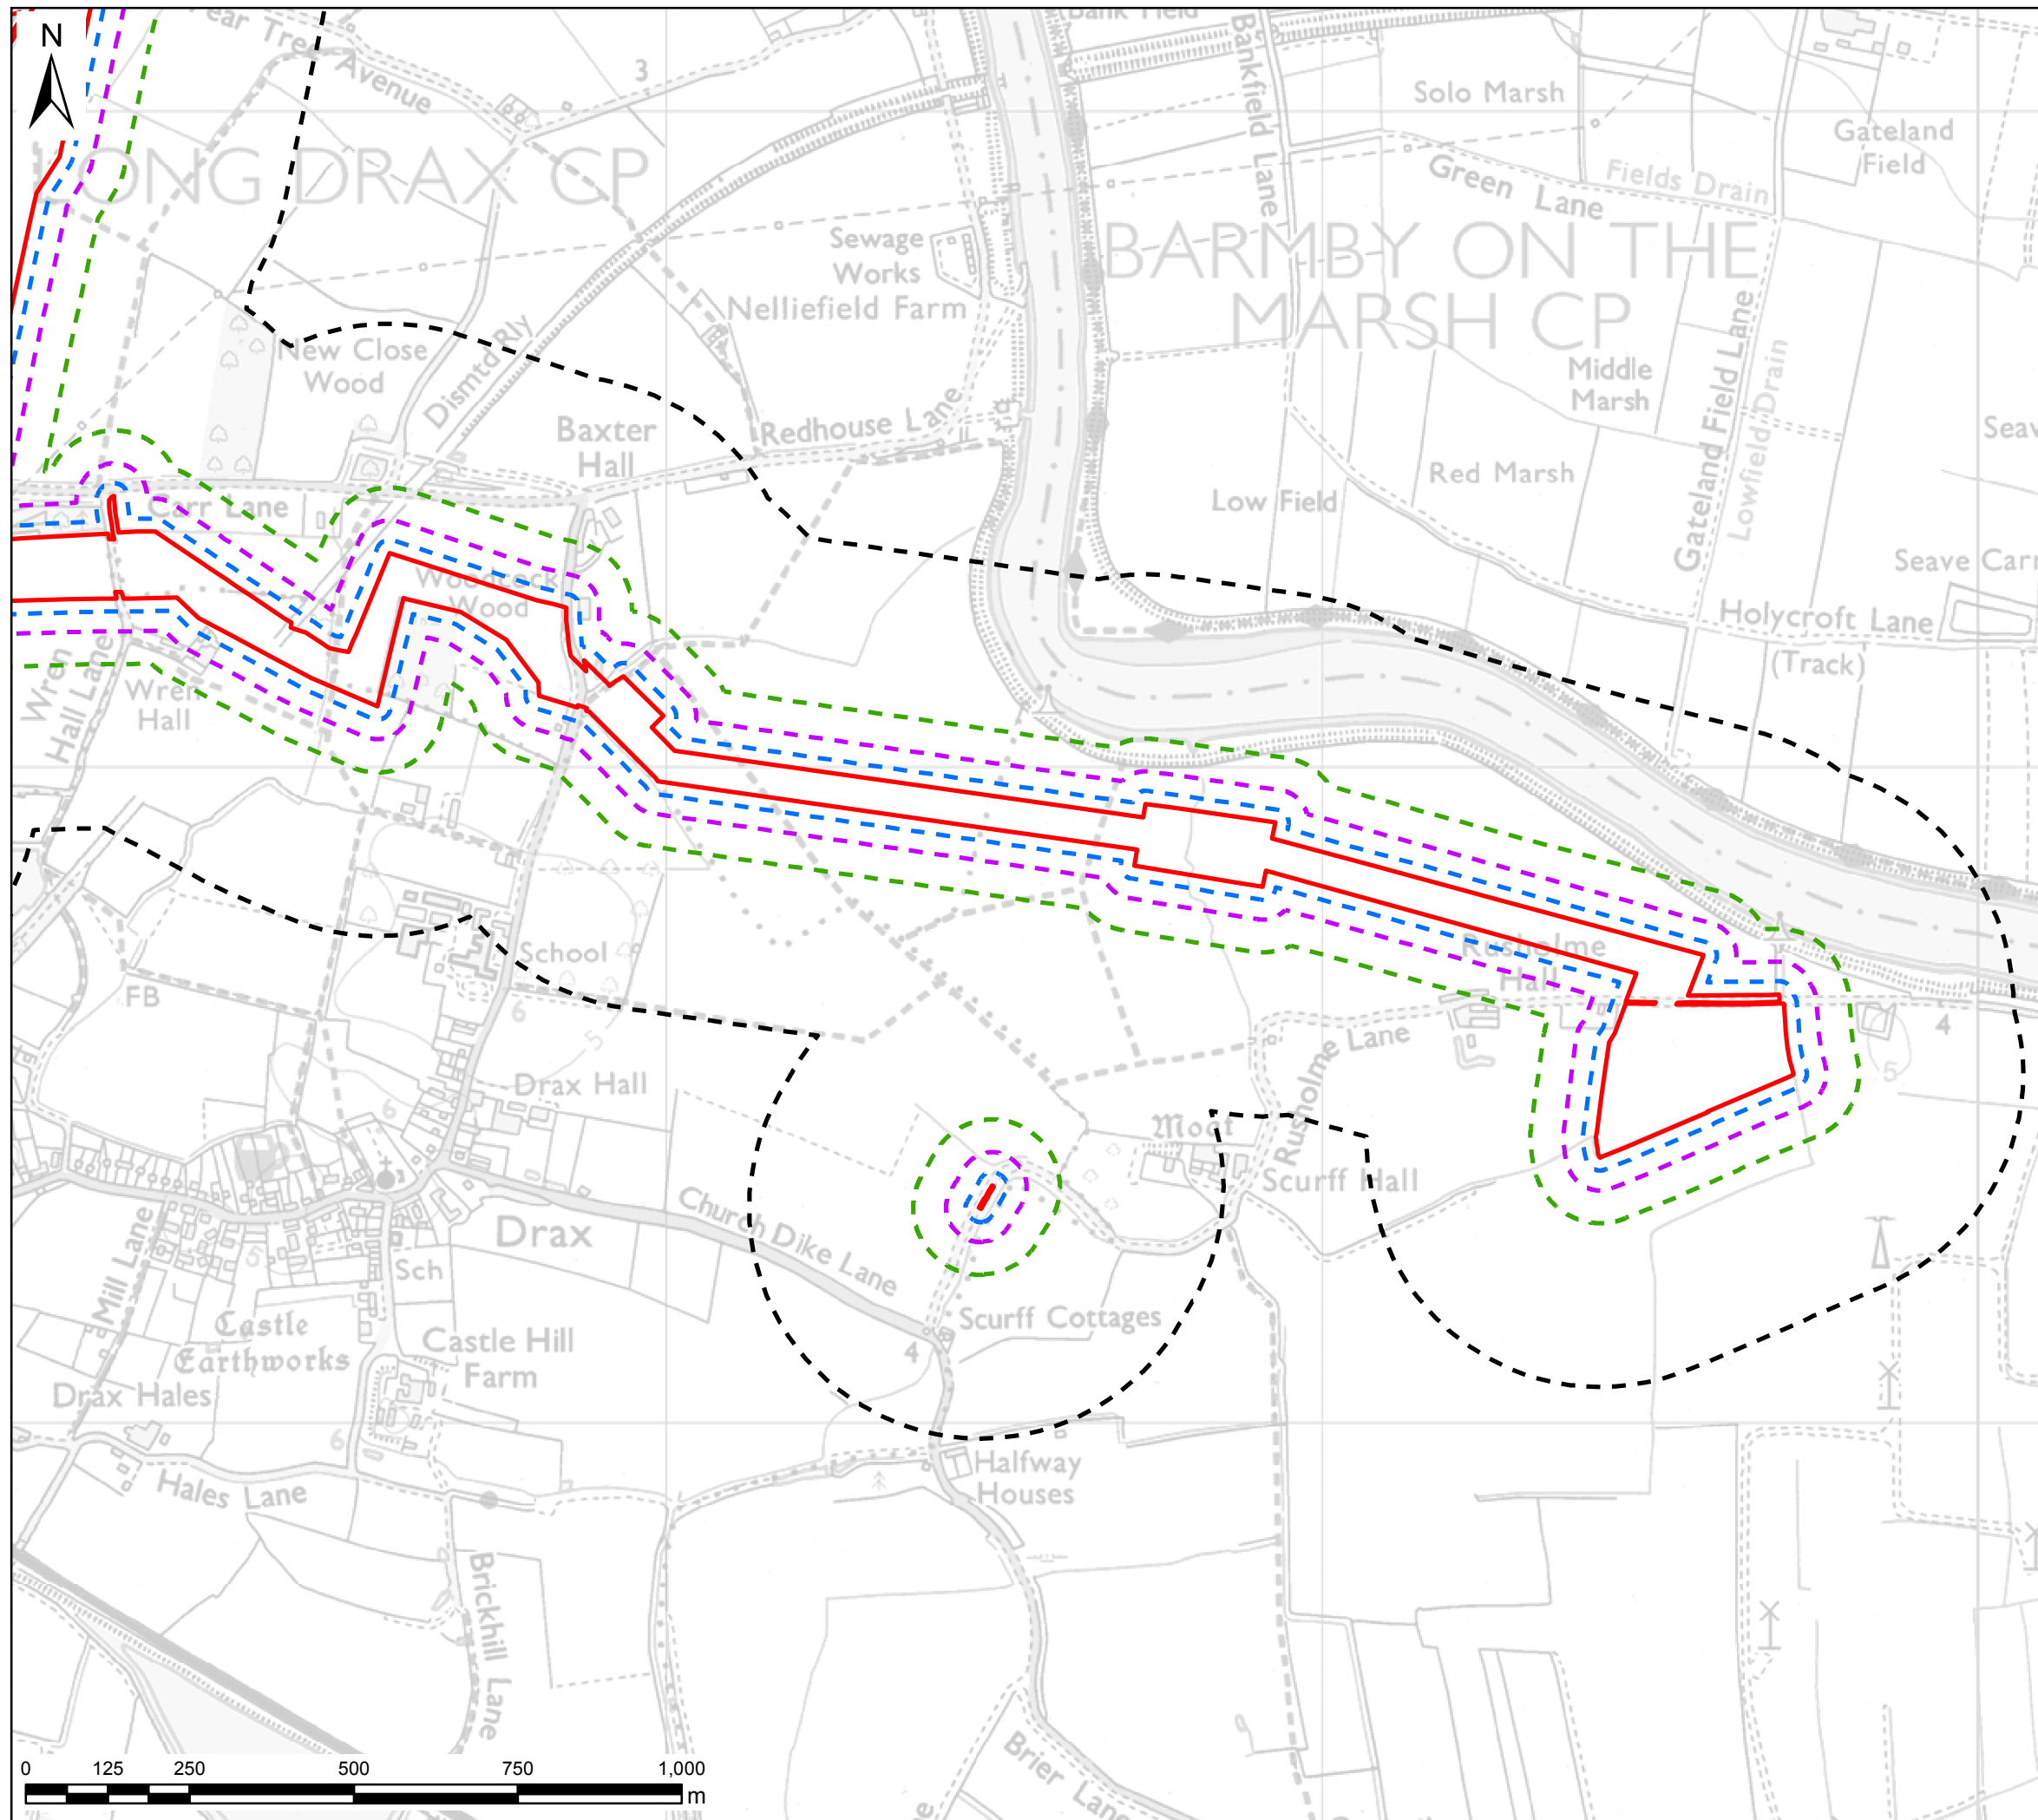 N
Avenue
3
Bankfield Lane
Solo Marsh
Gateland
Field
LONG DRAX CP
Green Lane
Fields Drain
Sewage
Works
Nelliefield Farm
BARMBY ON THE
MARSH CP
New Close
Wood
Dismtd Rly
Middle
Marsh
Gateland Field Lane
Lowfield Drain
Baxter
Hall
Redhouse Lane
Red Marsh
Low Field
Carr Lane
Seave Carr
Woodcock
Wood
Holycroft Lane
(Track)
Wren
Hall Lane
Wren
Hall
School
Rusholme
Hall
FB
6
5
4
Rusholme Lane
5
Drax Hall
6
Moat
Scurff Hall
Church Dike Lane
Drax
Mill Lane
5
Sch
Castle
Earthworks
Castle Hill
Farm
Scurff Cottages
4
Drax Hales
6
Hales Lane
Halfway
Houses
Brickhill Lane
Brier Lane
0 125 250 500 750 1,000
m